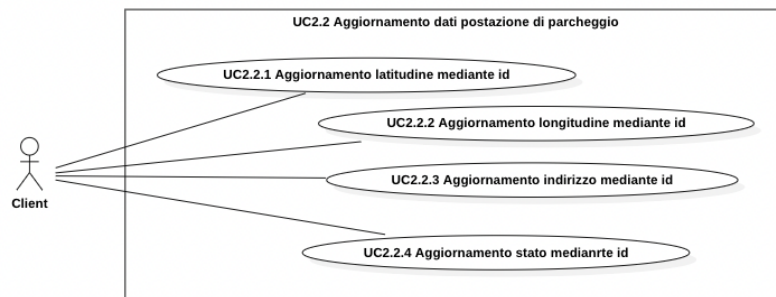 UC2.2 Aggiornamento dati postazione di parcheggio
UC2.2.1 Aggiornamento latitudine mediante id
UC2.2.2 Aggiornamento longitudine mediante id
UC2.2.3 Aggiornamento indirizzo mediante id
Client
UC2.2.4 Aggiornamento stato medianrte id